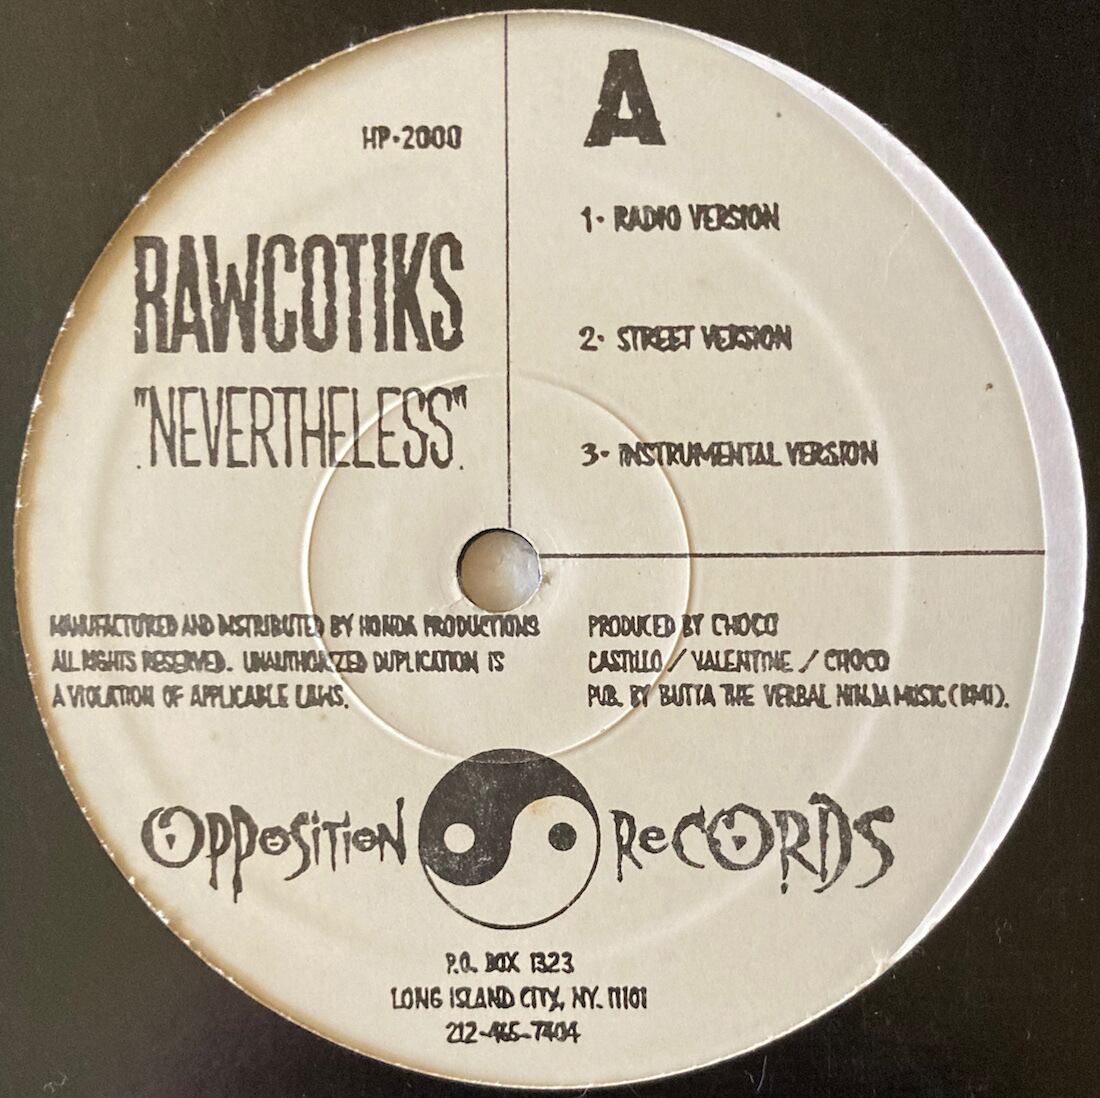 A
HP-2000
1- RADIO VERSION
RAWCOTIKS
2- STREET VERSION
"NEVERTHELESS"
3- INSTRUMENTAL VERSION
MANUFACTURED AND DISTRIBUTED BY HONDA PRODUCTIONS
ALL RIGHTS RESERVED. UNAUTHORIZED DUPLICATION IS
A VIOLATION OF APPLICABLE LAWS.
PRODUCED BY CHOCO
CASTILLO / VALENTINE / CHOCO
PUB. BY BUTTA THE VERBAL NINJA MUSIC (BMI).
OPPOSITION RECORDS
P.O. BOX 1323
LONG ISLAND CITY, NY. 11101
212-465-7404